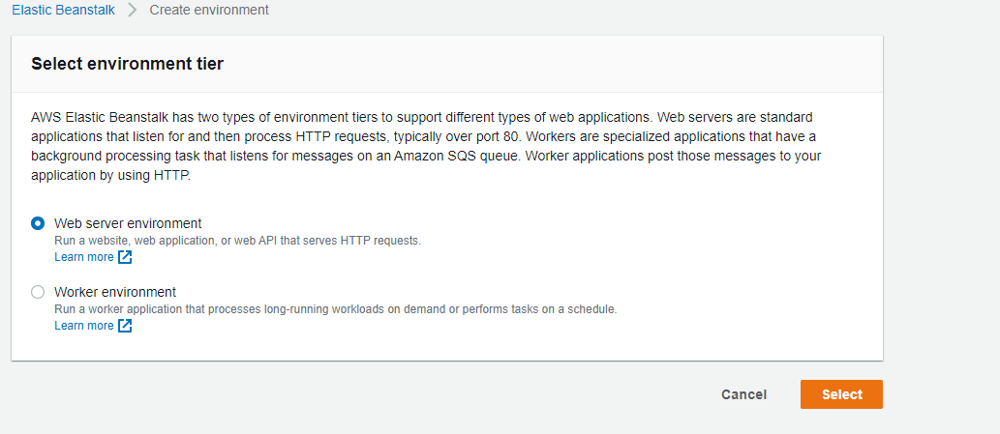 Elastic Beanstalk > Create environment
Select environment tier
AWS Elastic Beanstalk has two types of environment tiers to support different types of web applications. Web servers are standard
applications that listen for and then process HTTP requests, typically over port 80. Workers are specialized applications that have a
background processing task that listens for messages on an Amazon SQS queue. Worker applications post those messages to your
application by using HTTP.
Web server environment
Run a website, web application, or web API that serves HTTP requests.
Learn more
Worker environment
Run a worker application that processes long-running workloads on demand or performs tasks on a schedule.
Learn more
Cancel Select